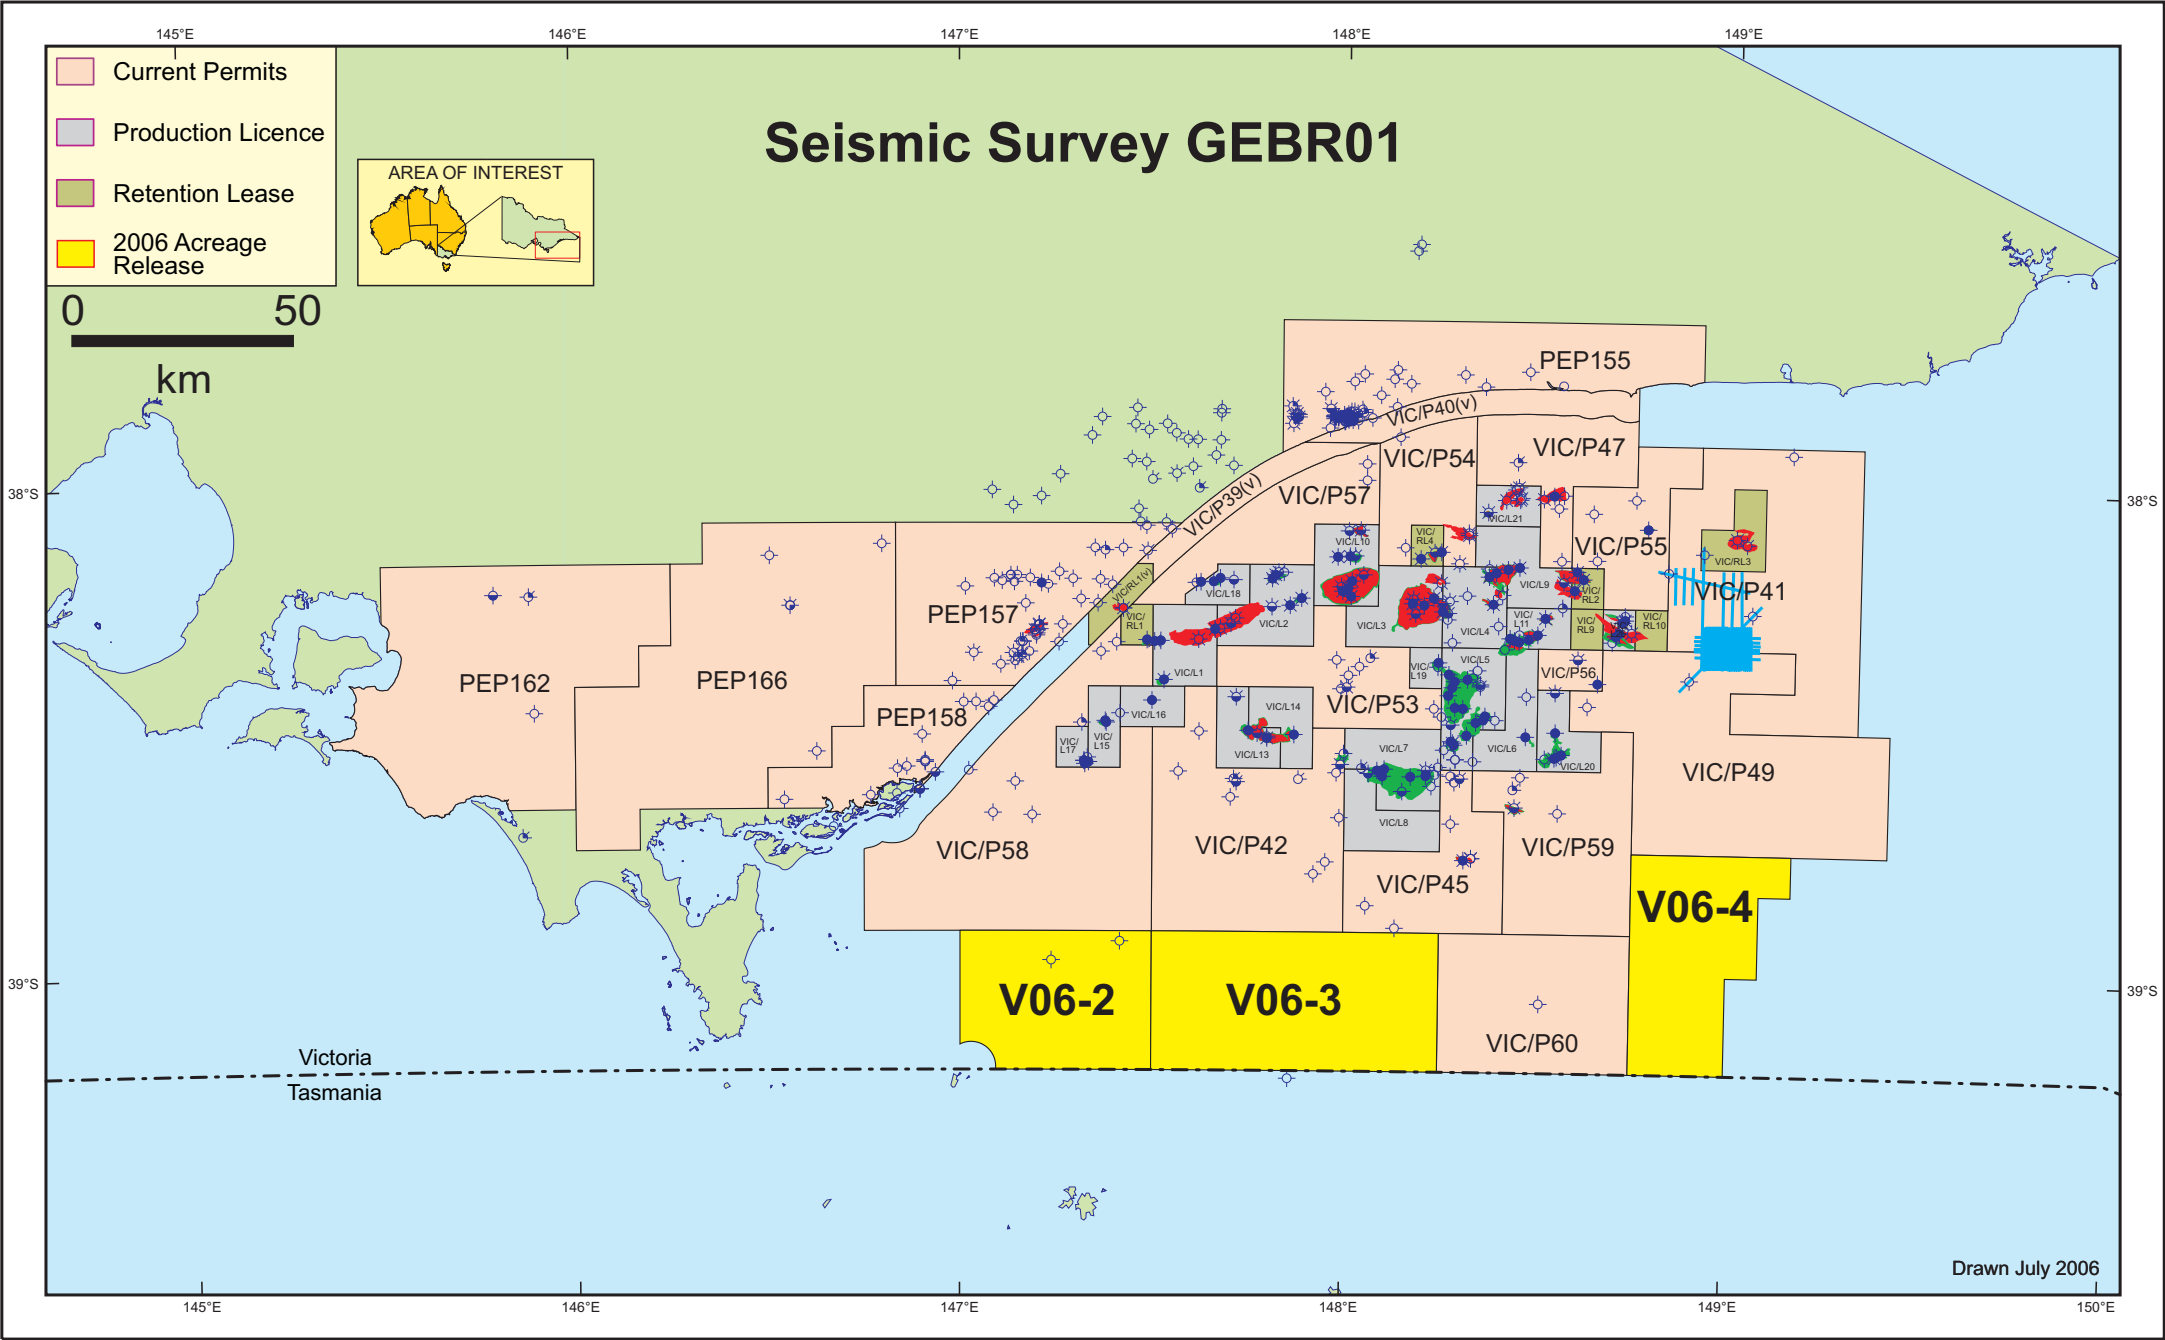 145°E
146°E
147°E
148°E
149°E
Current Permits
Production Licence
Retention Lease
2006 Acreage
Release
0
50
km
AREA OF INTEREST
Seismic Survey GEBR01
PEP155
VIC/P40(v)
VIC/P47
VIC/P54
VIC/P39(v)
VIC/P57
38°S
38°S
VIC/L21
VIC/
RL4
VIC/L10
VIC/P55
VIC/RL3
VIC/P41
VIC/RL1(v)
VIC/L18
VIC/L9
VIC/
RL2
PEP157
VIC/
RL1
VIC/L2
VIC/L3
VIC/L4
VIC/
L11
VIC/
RL9
VIC/
RL10
PEP162
PEP166
VIC/L1
VIC/
L19
VIC/L5
VIC/P56
PEP158
VIC/P53
VIC/L16
VIC/L14
VIC/
L17
VIC/
L15
VIC/L13
VIC/L7
VIC/L6
VIC/L20
VIC/P49
VIC/L8
VIC/P58
VIC/P42
VIC/P59
VIC/P45
V06-4
39°S
39°S
V06-2
V06-3
VIC/P60
Victoria
Tasmania
Drawn July 2006
145°E
146°E
147°E
148°E
149°E
150°E